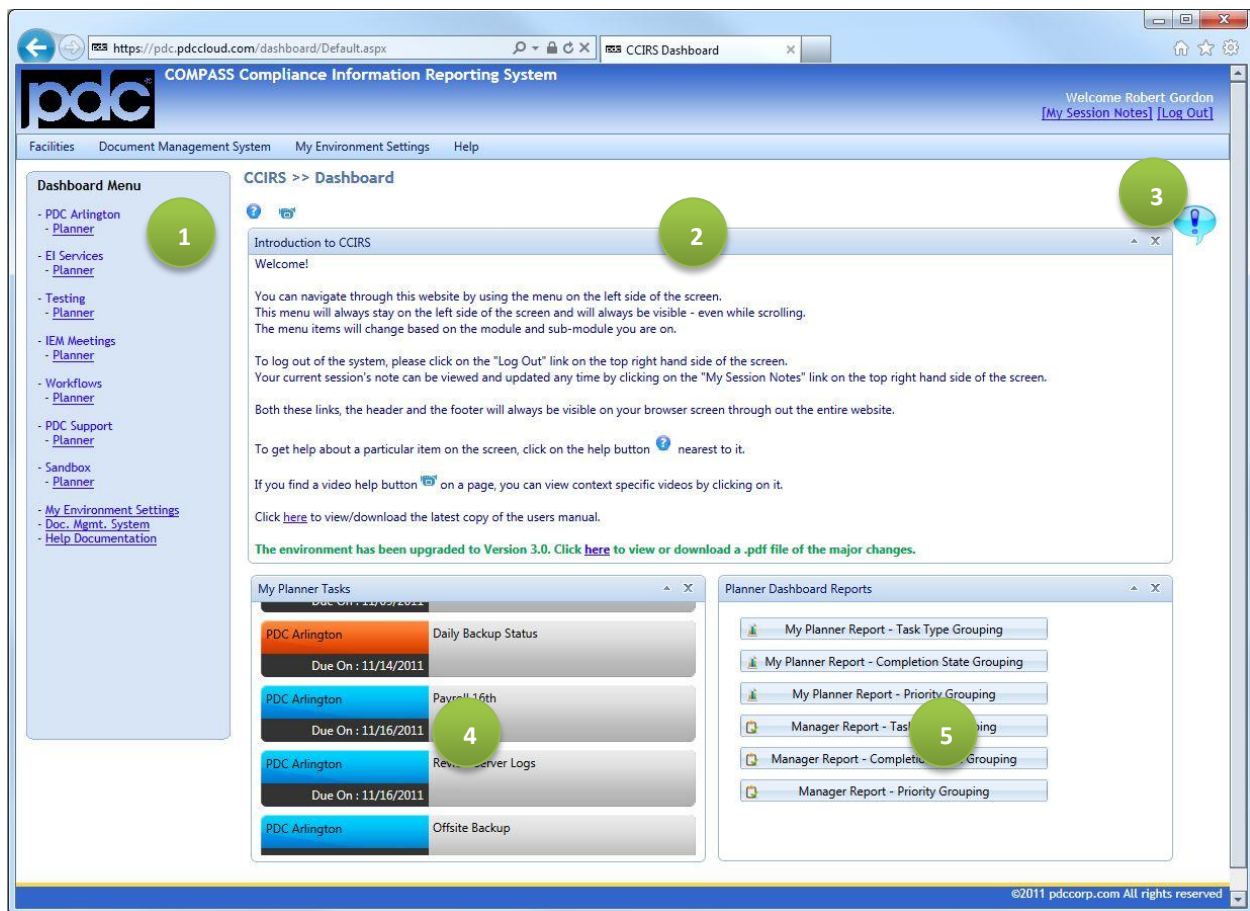 https://pdc.pdccloud.com/dashboard/Default.aspx
CCIRS Dashboard
pdc
COMPASS Compliance Information Reporting System
Welcome Robert Gordon
[My Session Notes] [Log Out]
Facilities Document Management System My Environment Settings Help
Dashboard Menu
- PDC Arlington
- Planner
- EI Services
- Planner
- Testing
- Planner
- IEM Meetings
- Planner
- Workflows
- Planner
- PDC Support
- Planner
- Sandbox
- Planner
- My Environment Settings
- Doc. Mgmt. System
- Help Documentation
1
CCIRS >> Dashboard
2
3
Introduction to CCIRS
Welcome!
You can navigate through this website by using the menu on the left side of the screen.
This menu will always stay on the left side of the screen and will always be visible - even while scrolling.
The menu items will change based on the module and sub-module you are on.
To log out of the system, please click on the "Log Out" link on the top right hand side of the screen.
Your current session's note can be viewed and updated any time by clicking on the "My Session Notes" link on the top right hand side of the screen.
Both these links, the header and the footer will always be visible on your browser screen through out the entire website.
To get help about a particular item on the screen, click on the help button ? nearest to it.
If you find a video help button on a page, you can view context specific videos by clicking on it.
Click here to view/download the latest copy of the users manual.
The environment has been upgraded to Version 3.0. Click here to view or download a .pdf file of the major changes.
My Planner Tasks
Due On : 11/09/2011
PDC Arlington Daily Backup Status
Due On : 11/14/2011
PDC Arlington Payroll 16th
Due On : 11/16/2011
4
PDC Arlington Server Logs
Due On : 11/16/2011
PDC Arlington Offsite Backup
Planner Dashboard Reports
My Planner Report - Task Type Grouping
My Planner Report - Completion State Grouping
My Planner Report - Priority Grouping
Manager Report -
5
Manager Report - Grouping
Manager Report - Priority Grouping
©2011 pdccorp.com All rights reserved